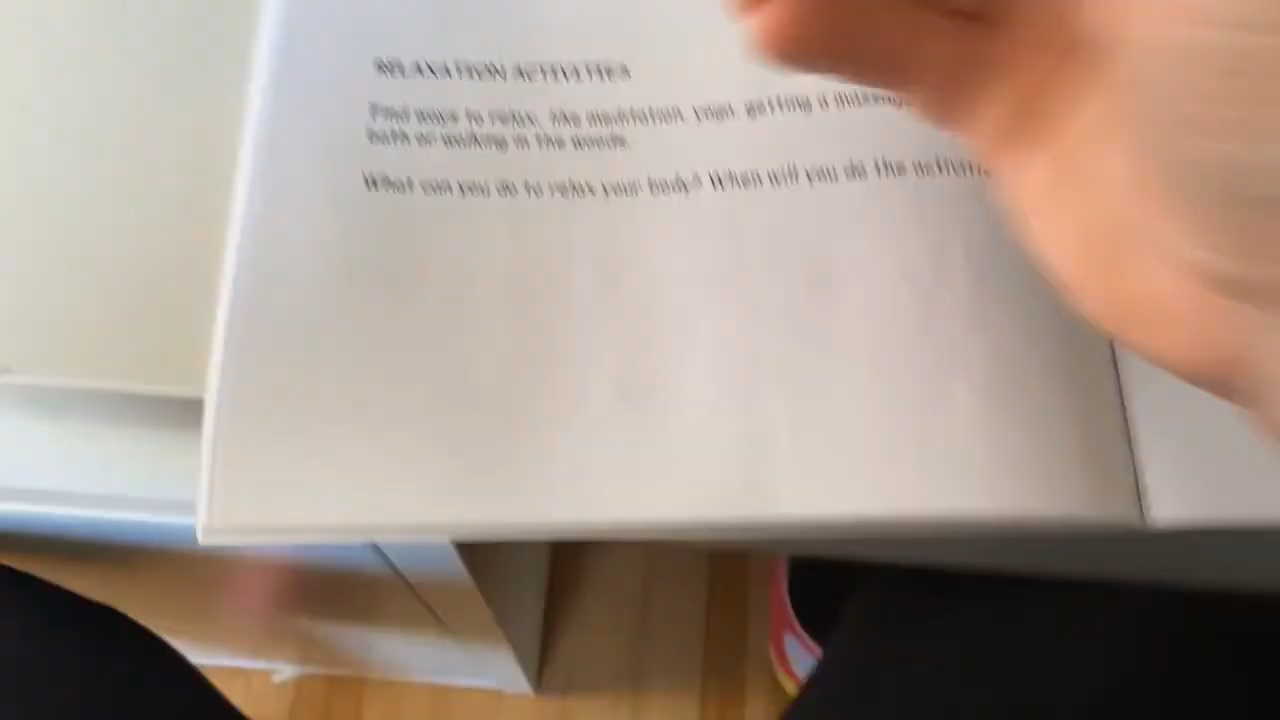 RELAXATION ACTIVITIES
Find ways to relax, like meditation, yoga, getting a massage,
bath or walking in the woods.
What can you do to relax your body? When will you do the